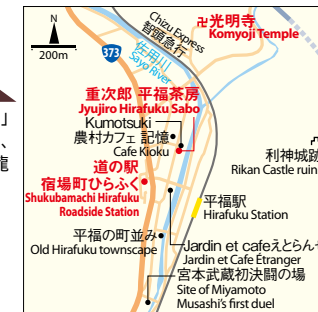 N
200m
373
Chizu Express
智頭急行
佐用川
Sayo River
光明寺
Komyoji Temple
」
、
龍
重次郎 平福茶房
Jyujiro Hirafuku Sabo
Kumotsuki
農村カフェ 記憶
Cafe Kioku
利神城跡
Rikan Castle ruin
道の駅
宿場町ひらふく
Shukubamachi Hirafuku
Roadside Station
平福駅
Hirafuku Station
平福の町並み
Old Hirafuku townscape
Jardin et cafeえとらんぜ
Jardin et Cafe Étranger
宮本武蔵初決闘の場
Site of Miyamoto
Musashi's first duel